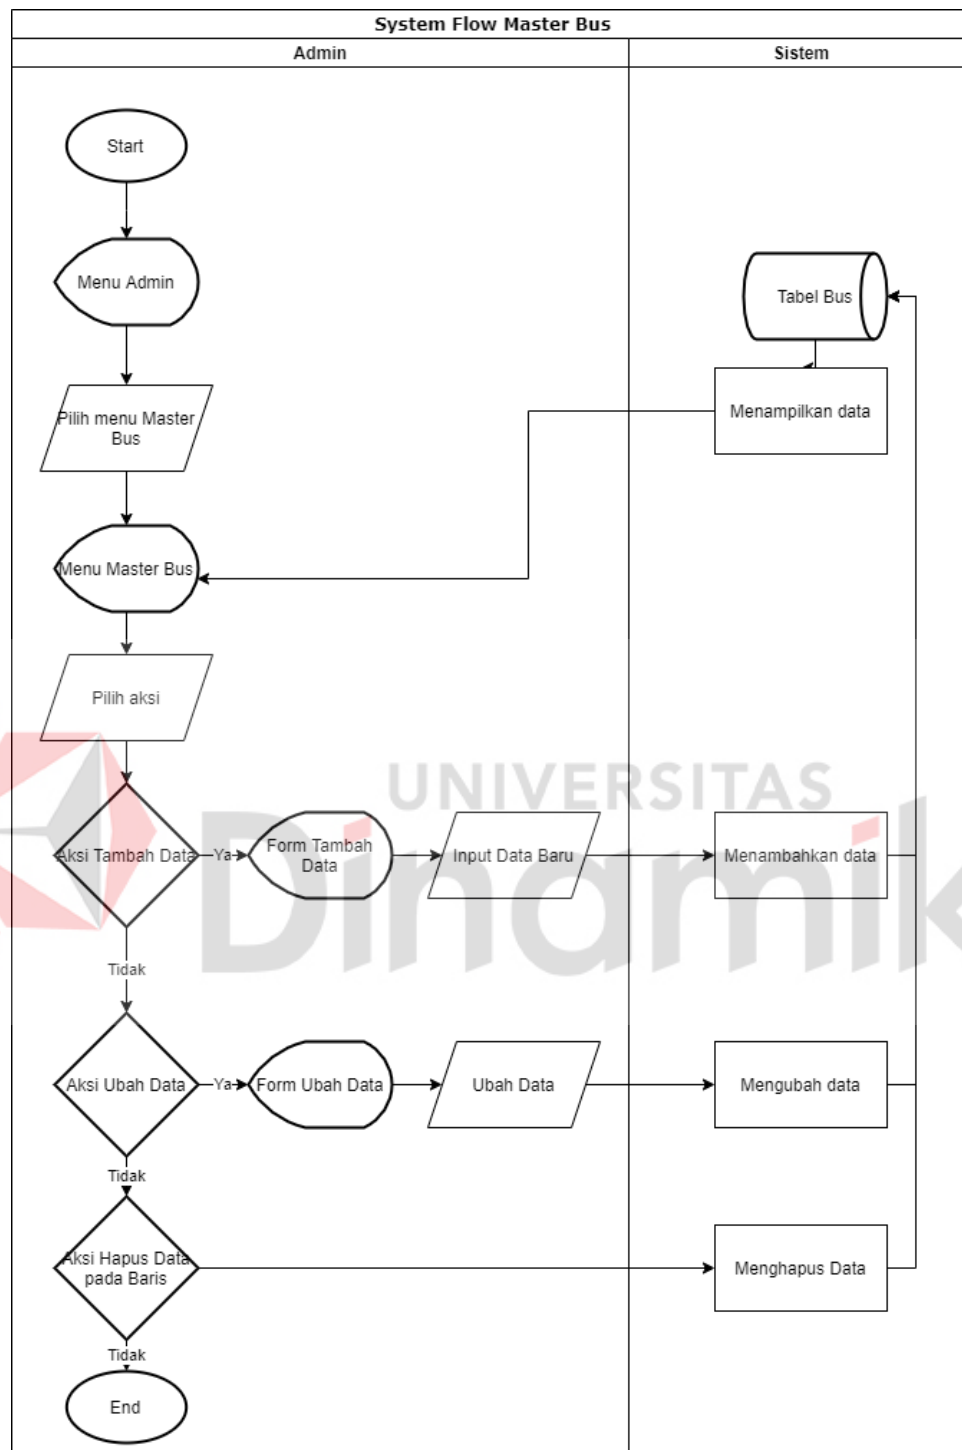 System Flow Master Bus
Admin
Sistem
Start
Menu Admin
Tabel Bus
Pilih menu Master
Bus
Menampilkan data
Menu Master Bus
Pilih aksi
UNIVERSITAS
Dinamik
Aksi Tambah Data
Ya
Form Tambah
Data
Input Data Baru
Menambahkan data
Tidak
Aksi Ubah Data
Ya
Form Ubah Data
Ubah Data
Mengubah data
Tidak
Aksi Hapus Data
pada Baris
Menghapus Data
Tidak
End